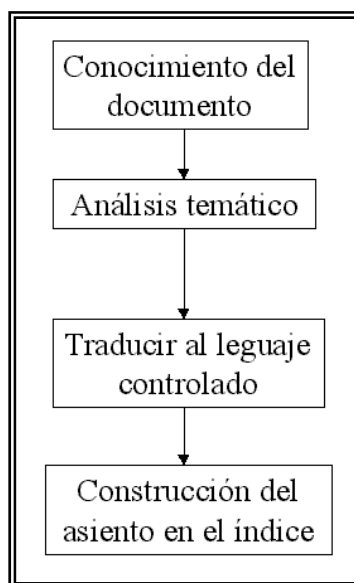 Conocimiento del
documento
Análisis temático
Traducir al leguaje
controlado
Construcción del
asiento en el índice